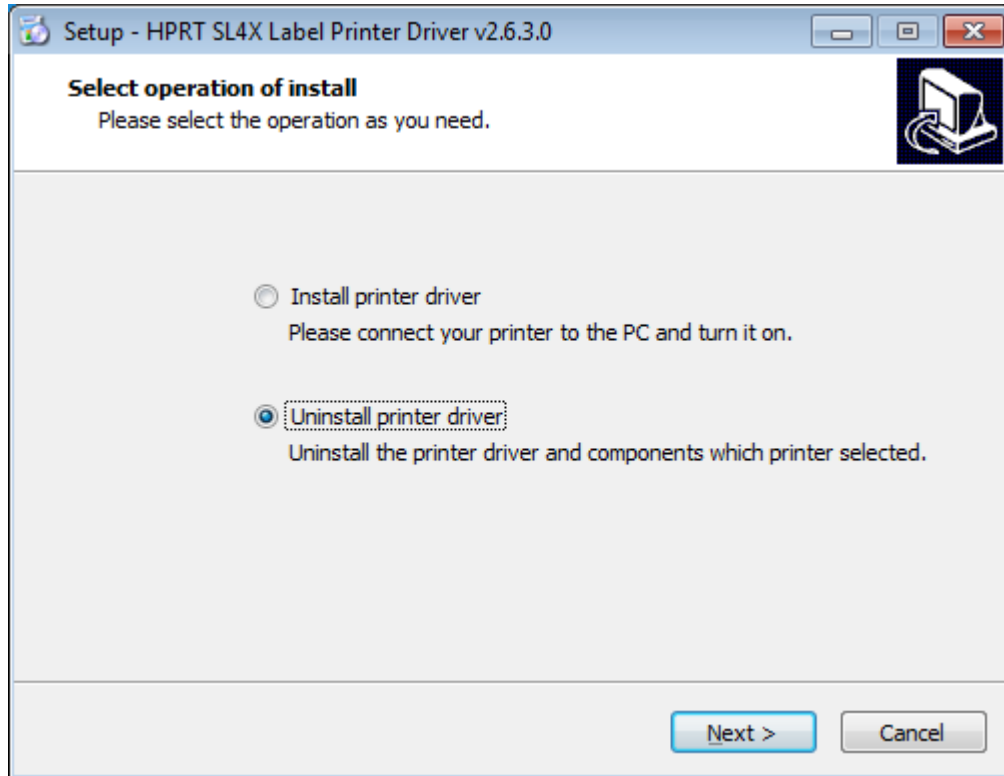 Setup - HPRT SL4X Label Printer Driver v2.6.3.0
Select operation of install
Please select the operation as you need.
Install printer driver
Please connect your printer to the PC and turn it on.
Uninstall printer driver
Uninstall the printer driver and components which printer selected.
Next >
Cancel